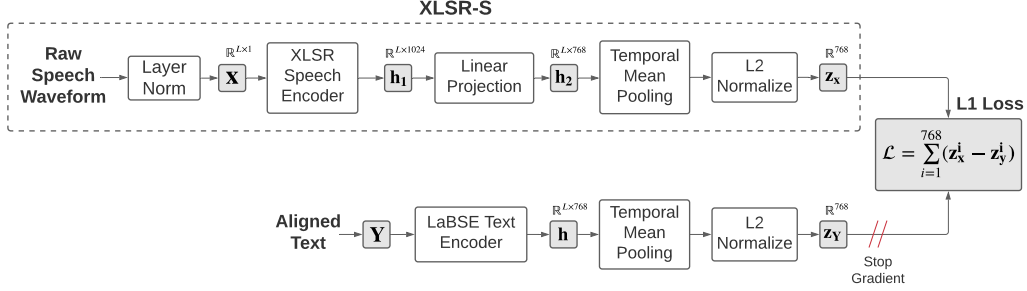 XLSR-S
Raw
Speech
Waveform
Layer
Norm
ℝ^{L×1}
X
XLSR
Speech
Encoder
ℝ^{L×1024}
h₁
Linear
Projection
ℝ^{L×768}
h₂
Temporal
Mean
Pooling
L2
Normalize
ℝ^{768}
z_x
L1 Loss
ℒ = ∑_{i=1}^{768} (z_x^i − z_y^i)
Aligned
Text
Y
LaBSE Text
Encoder
ℝ^{L×768}
h
Temporal
Mean
Pooling
L2
Normalize
ℝ^{768}
z_Y
Stop
Gradient